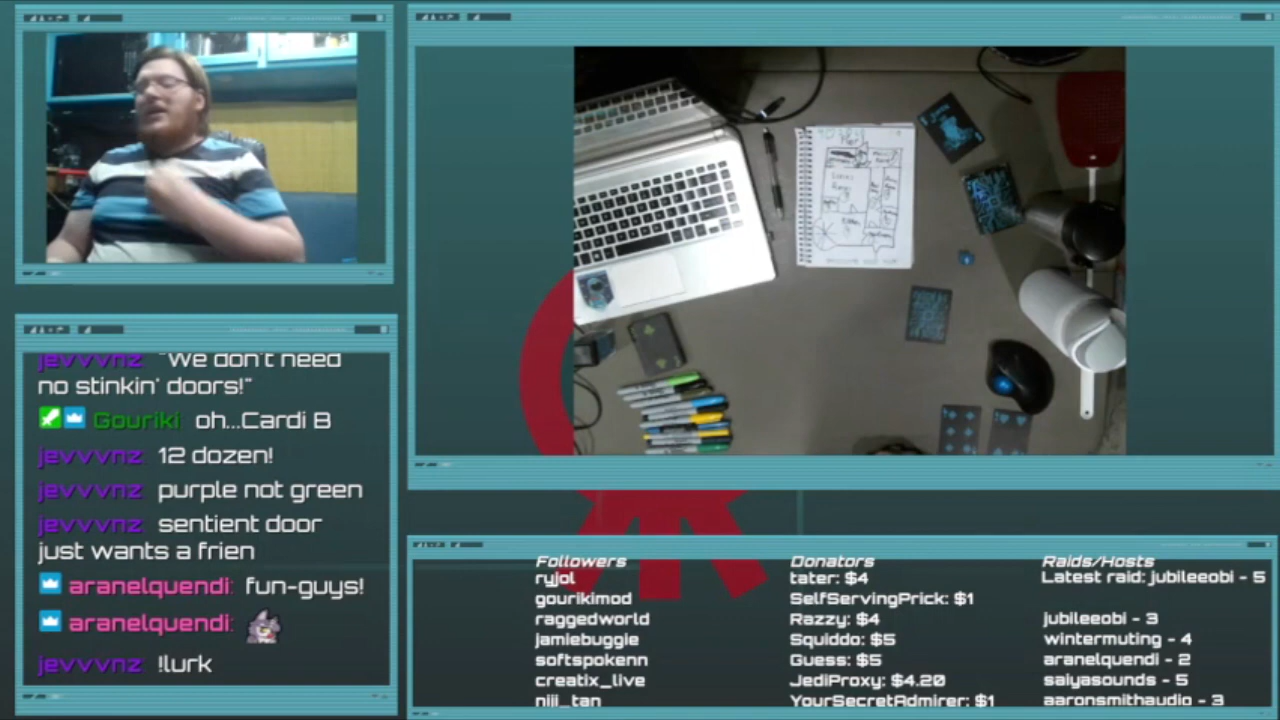 jevvvnz "We don't need
no stinkin' doors!"
Gouriki oh...Cardi B
jevvvnz 12 dozen!
jevvvnz purple not green
jevvvnz sentient door
just wants a frien
aranelquendi: fun-guys!
aranelquendi:
jevvvnz !lurk
Followers
ryjol
gourikimod
raggedworld
jamiebuggie
softspokenn
creatix_live
niji_tan
Donators
tater: $4
SelfServingPrick: $1
Razzy: $4
Squiddo: $5
Guess: $5
JediProxy: $4.20
YourSecretAdmirer: $1
Raids/Hosts
Latest raid: jubileeobi - 5
jubileeobi - 3
wintermuting - 4
aranelquendi - 2
saiyasounds - 5
aaronsmithaudio - 3